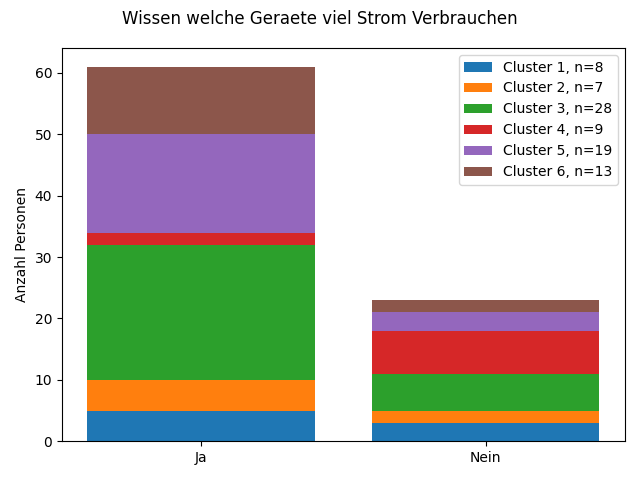 Wissen welche Geraete viel Strom Verbrauchen
Anzahl Personen
60
50
40
30
20
10
0
Ja
Nein
Cluster 1, n=8
Cluster 2, n=7
Cluster 3, n=28
Cluster 4, n=9
Cluster 5, n=19
Cluster 6, n=13